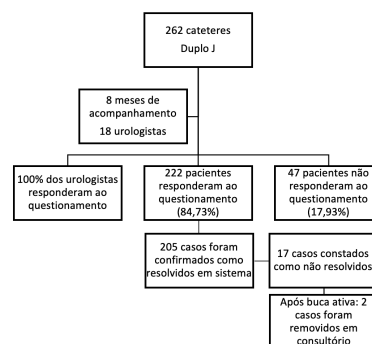 262 cateteres
Duplo J
8 meses de
acompanhamento
18 urologistas
100% dos urologistas
responderam ao
questionamento
222 pacientes
responderam ao
questionamento
(84,73%)
47 pacientes não
responderam ao
questionamento
(17,93%)
205 casos foram
confirmados como
resolvidos em sistema
17 casos constados
como não resolvidos
Após buca ativa: 2
casos foram
removidos em
consultório